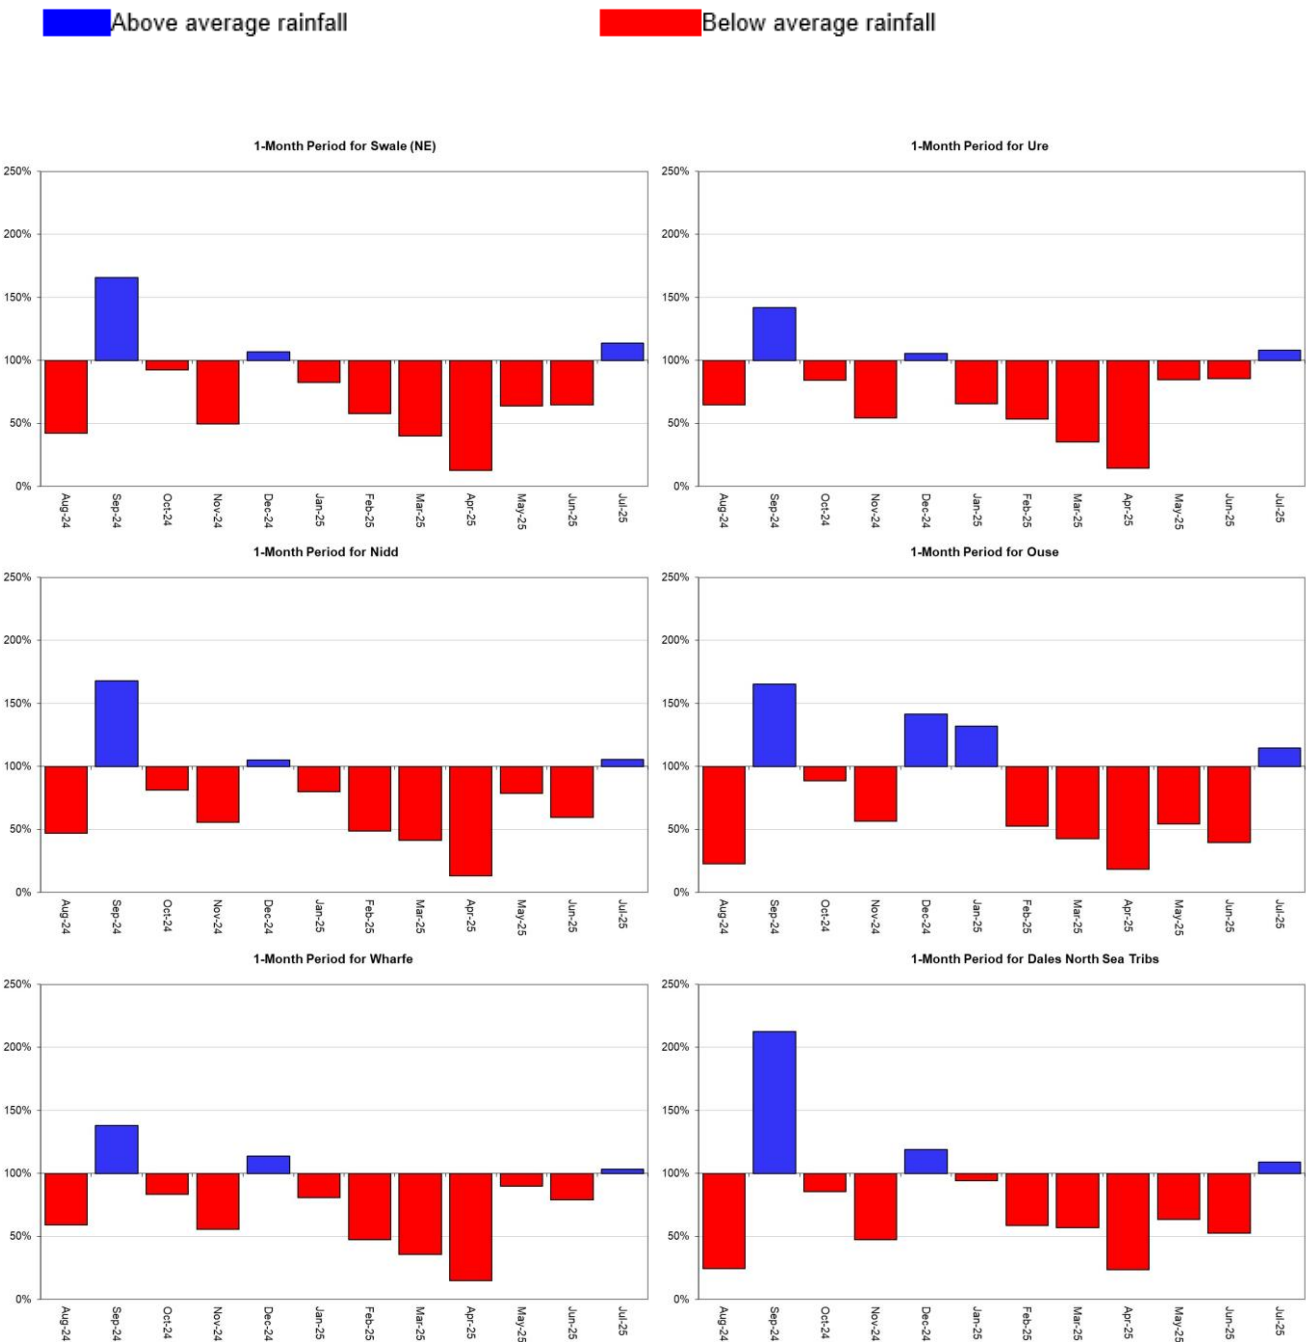 Above average rainfall Below average rainfall
1-Month Period for Swale (NE)
250%
200%
150%
100%
50%
0%
Aug-24 Sep-24 Oct-24 Nov-24 Dec-24 Jan-25 Feb-25 Mar-25 Apr-25 May-25 Jun-25 Jul-25
1-Month Period for Ure
250%
200%
150%
100%
50%
0%
Aug-24 Sep-24 Oct-24 Nov-24 Dec-24 Jan-25 Feb-25 Mar-25 Apr-25 May-25 Jun-25 Jul-25
1-Month Period for Nidd
250%
200%
150%
100%
50%
0%
Aug-24 Sep-24 Oct-24 Nov-24 Dec-24 Jan-25 Feb-25 Mar-25 Apr-25 May-25 Jun-25 Jul-25
1-Month Period for Ouse
250%
200%
150%
100%
50%
0%
Aug-24 Sep-24 Oct-24 Nov-24 Dec-24 Jan-25 Feb-25 Mar-25 Apr-25 May-25 Jun-25 Jul-25
1-Month Period for Wharfe
250%
200%
150%
100%
50%
0%
Aug-24 Sep-24 Oct-24 Nov-24 Dec-24 Jan-25 Feb-25 Mar-25 Apr-25 May-25 Jun-25 Jul-25
1-Month Period for Dales North Sea Tribs
250%
200%
150%
100%
50%
0%
Aug-24 Sep-24 Oct-24 Nov-24 Dec-24 Jan-25 Feb-25 Mar-25 Apr-25 May-25 Jun-25 Jul-25